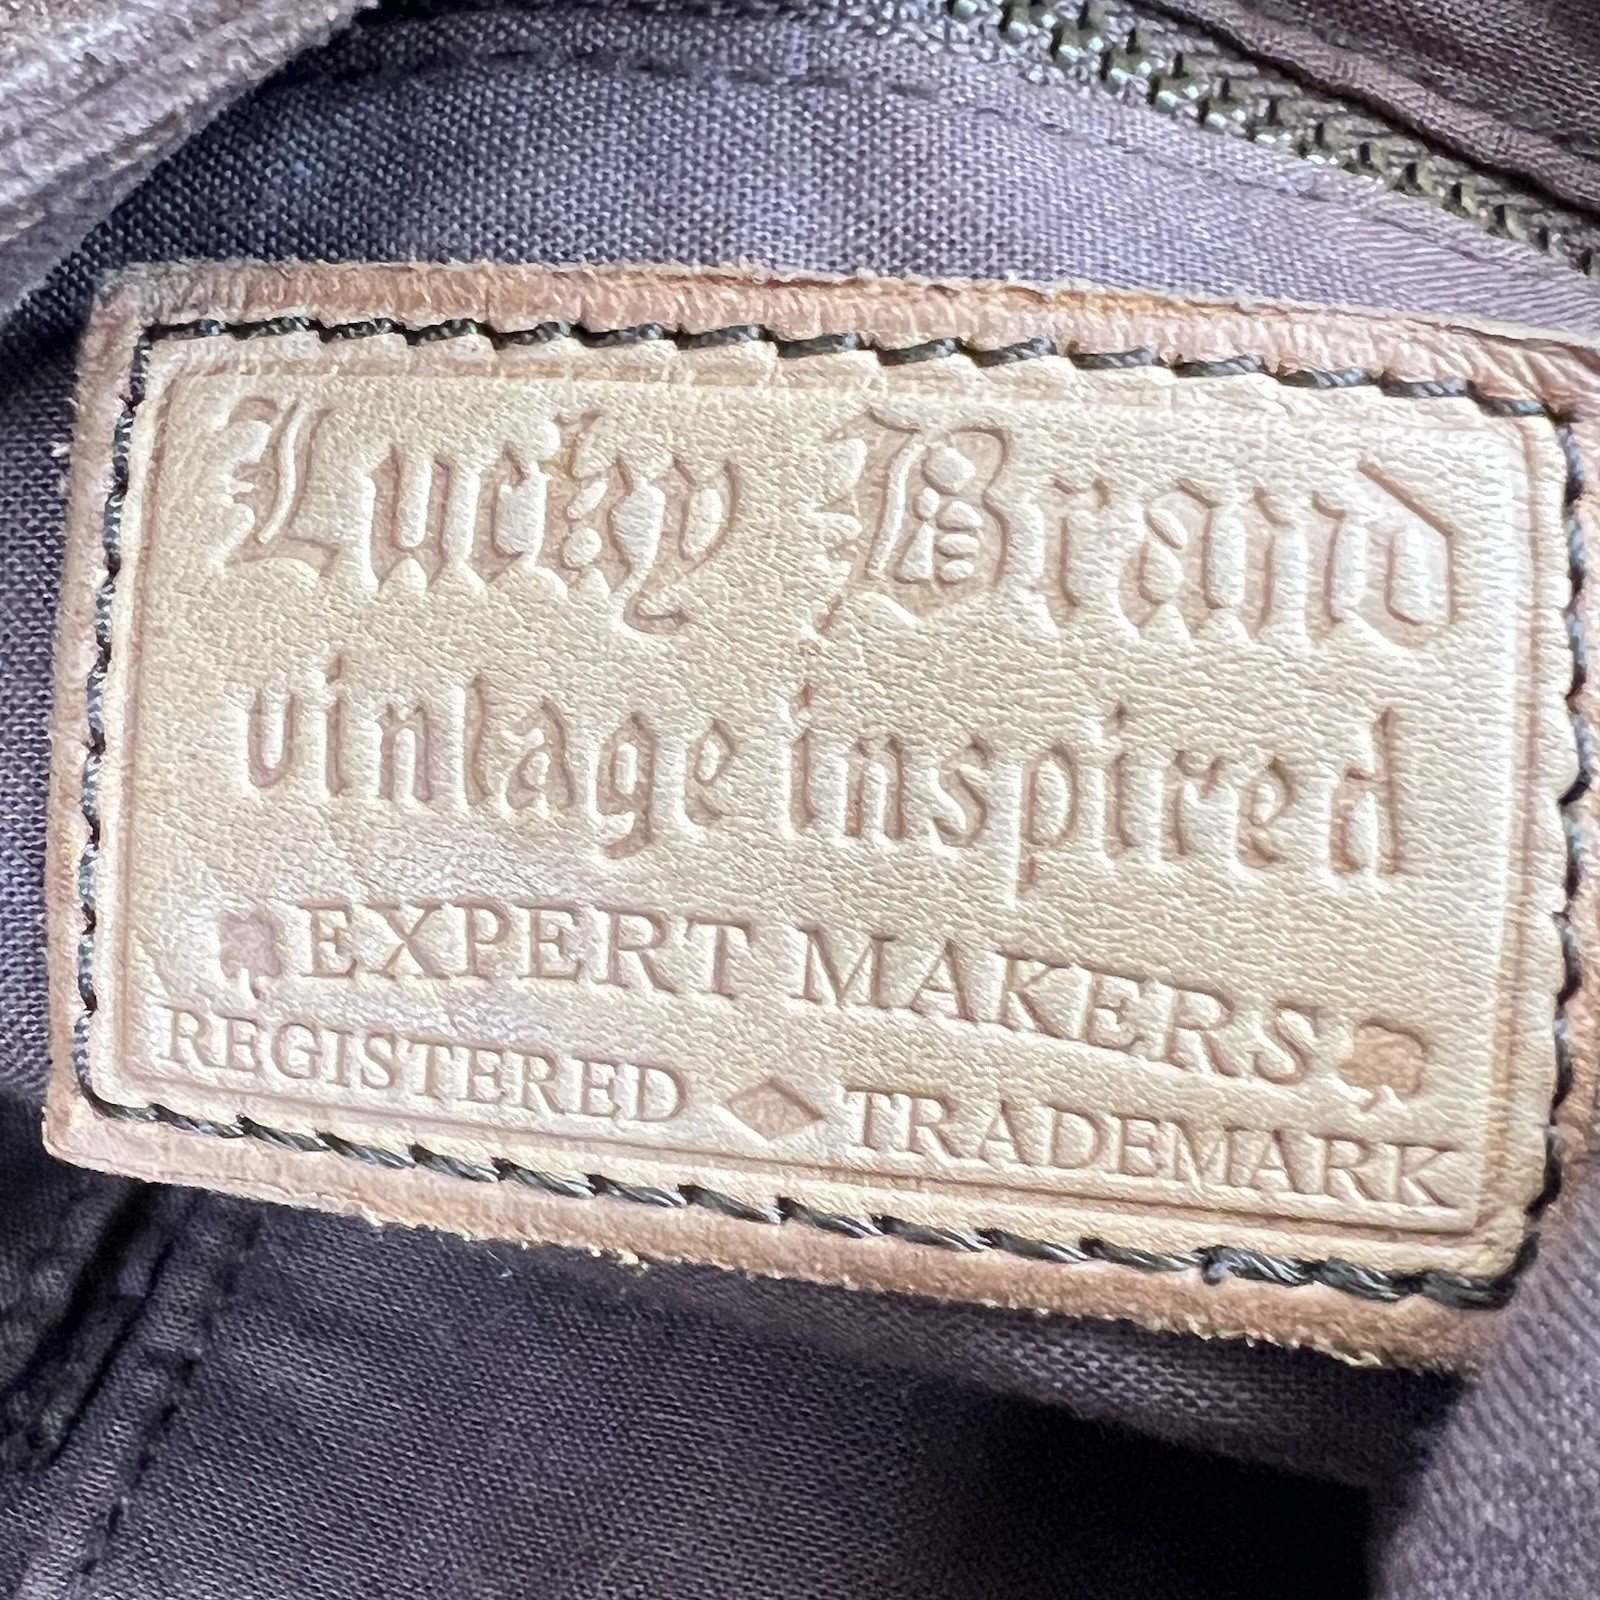 Lucky Brand
vintage inspired
EXPERT MAKERS
REGISTERED TRADEMARK